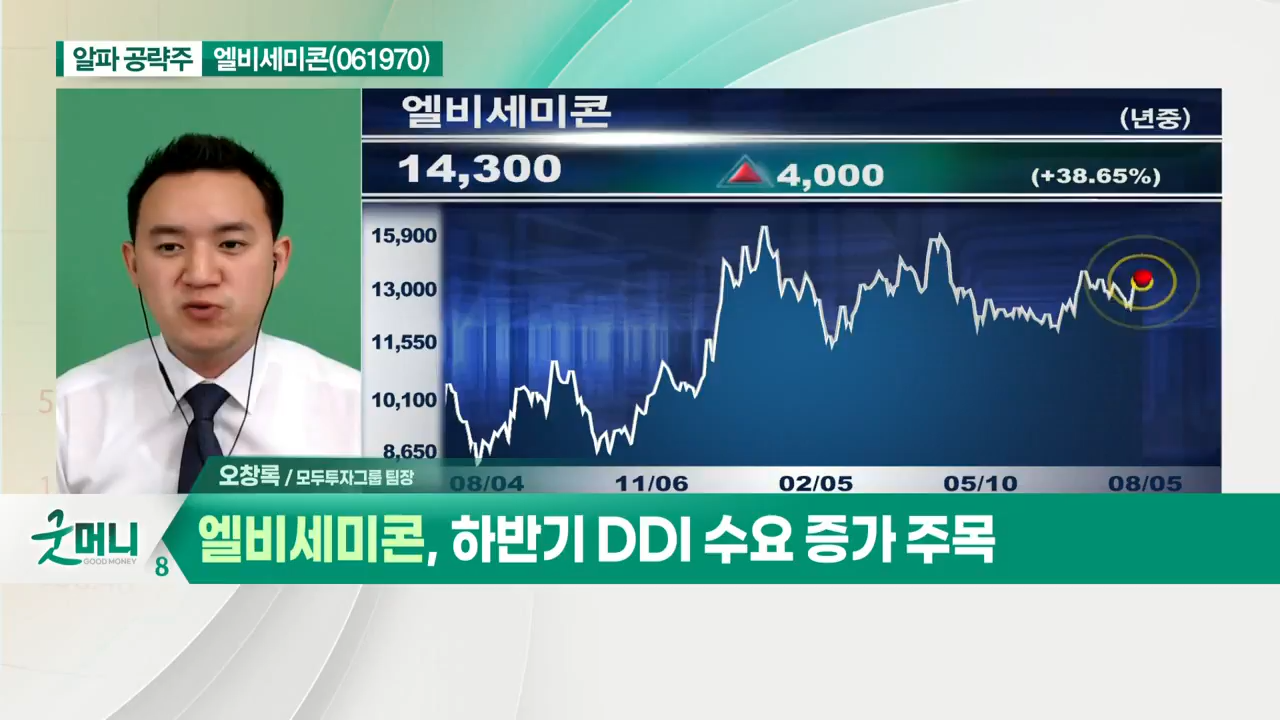 알파 공략주 엘비세미콘(061970)
엘비세미콘 (년중)
14,300 ▲ 4,000 (+38.65%)
15,900
13,000
11,550
10,100
8,650
08/04 11/06 02/05 05/10 08/05
오창록 / 모두투자그룹 팀장
굿머니
GOOD MONEY
8
엘비세미콘, 하반기 DDI 수요 증가 주목